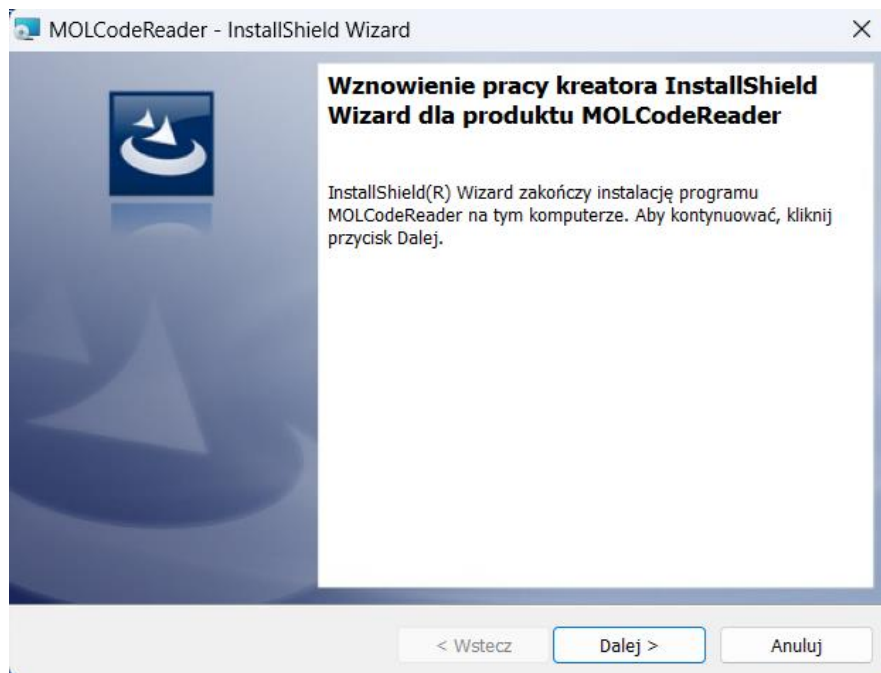 MOLCodeReader - InstallShield Wizard
Wznowienie pracy kreatora InstallShield
Wizard dla produktu MOLCodeReader
InstallShield(R) Wizard zakończy instalację programu
MOLCodeReader na tym komputerze. Aby kontynuować, kliknij
przycisk Dalej.
< Wstecz
Dalej >
Anuluj